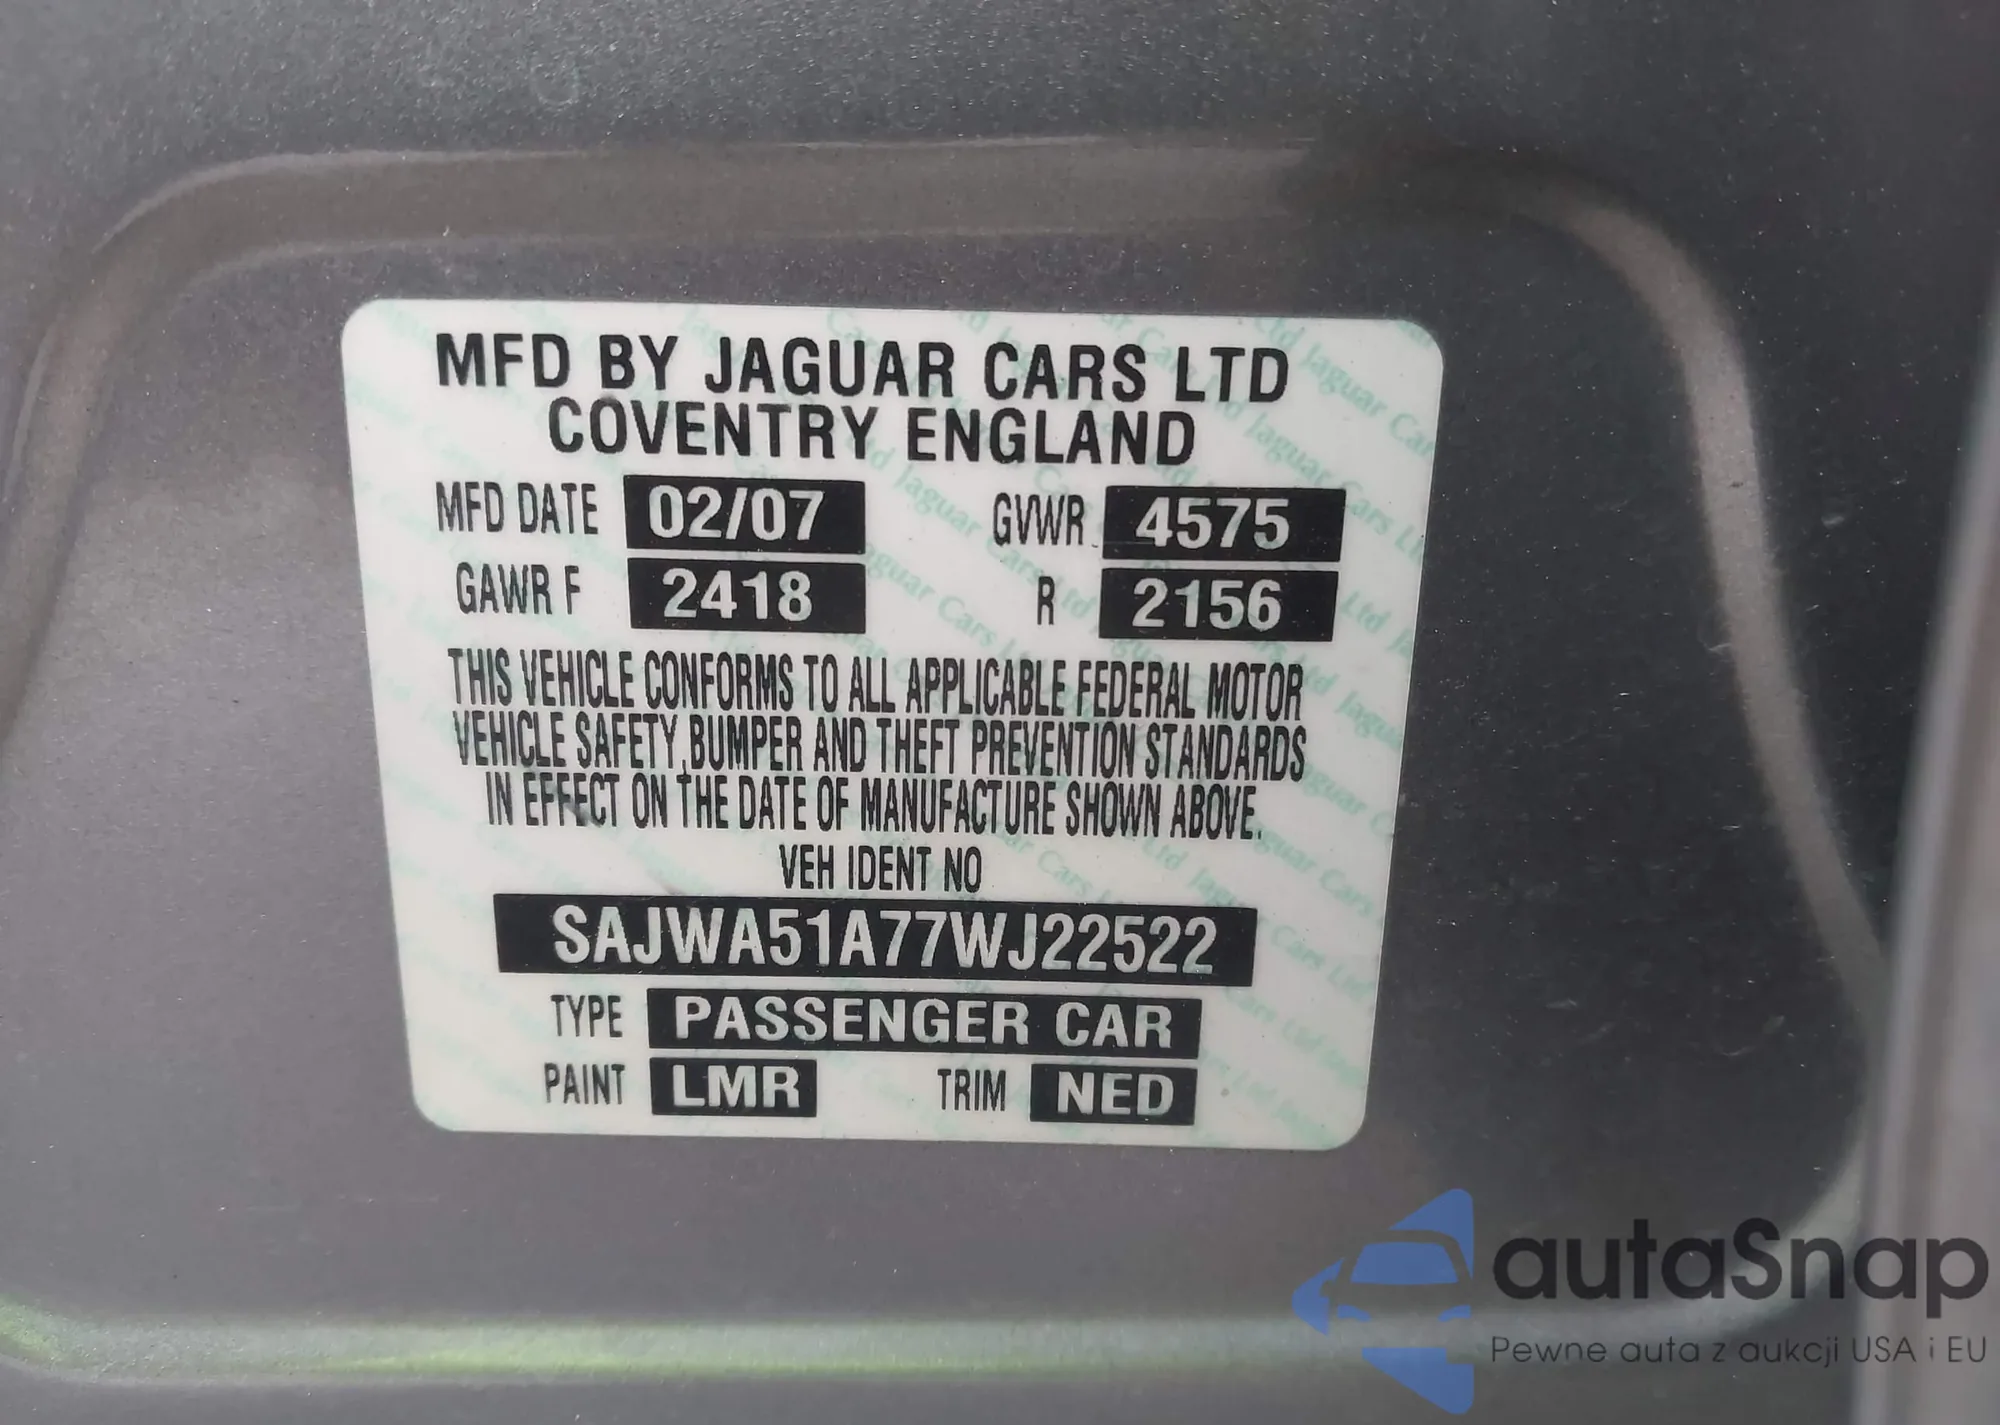 MFD BY JAGUAR CARS LTD
COVENTRY ENGLAND
MFD DATE 02/07 GVWR 4575
GAWR F 2418 R 2156
THIS VEHICLE CONFORMS TO ALL APPLICABLE FEDERAL MOTOR
VEHICLE SAFETY,BUMPER AND THEFT PREVENTION STANDARDS
IN EFFECT ON THE DATE OF MANUFACTURE SHOWN ABOVE.
VEH IDENT NO
SAJWA51A77WJ22522
TYPE PASSENGER CAR
PAINT LMR TRIM NED
autaSnap
Pewne auta z aukcji USA i EU